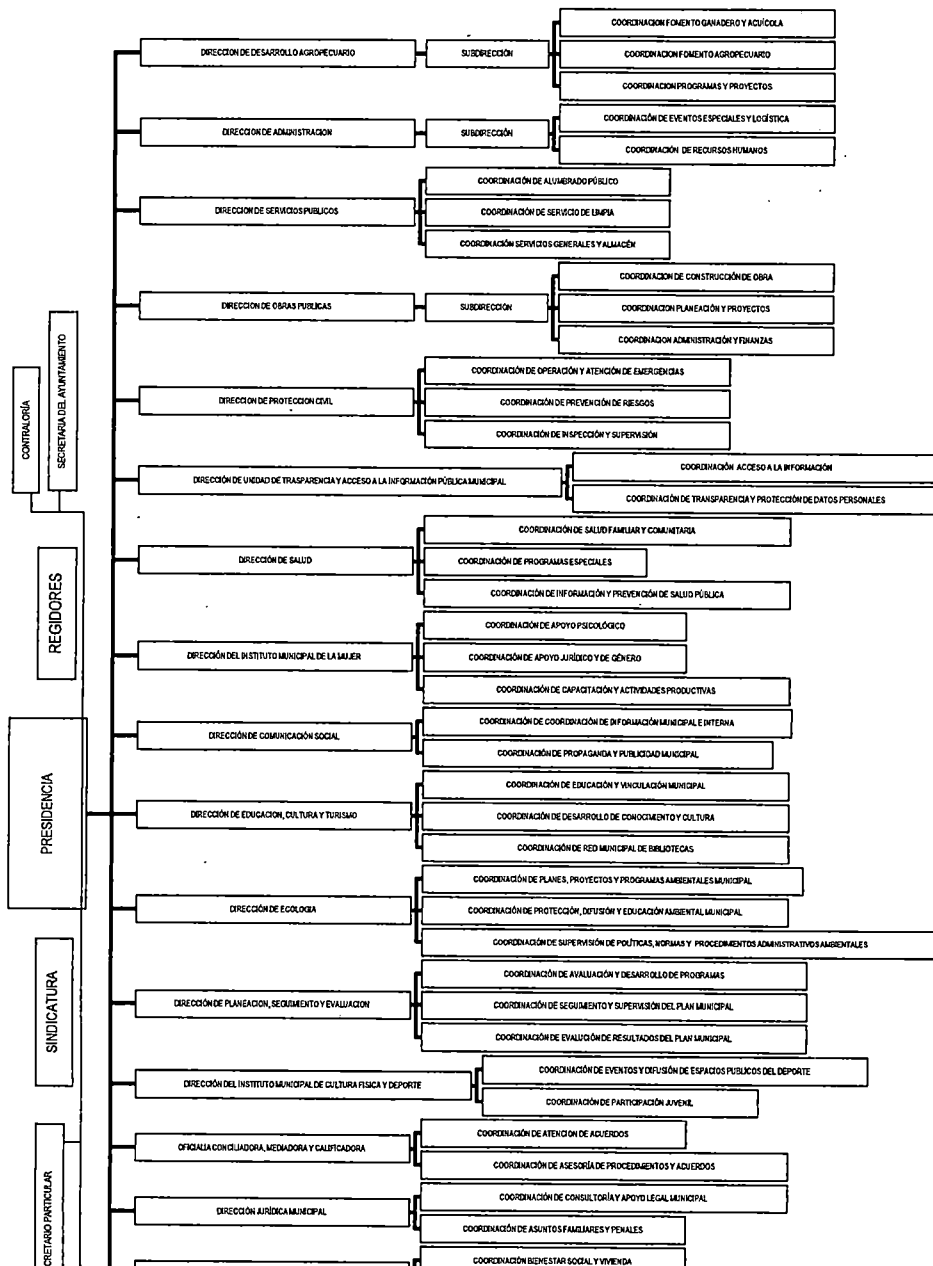 CONTRALORÍA
SECRETARIA DEL AYUNTAMIENTO
REGIDORES
PRESIDENCIA
SINDICATURA
CRETARIO PARTICULAR
DIRECCION DE DESARROLLO AGROPECUARIO
SUBDIRECCIÓN
COORDINACION FOMENTO GANADERO Y ACUÍCOLA
COORDINACION FOMENTO AGROPECUARIO
COORDINACION PROGRAMAS Y PROYECTOS
DIRECCION DE ADMINISTRACION
SUBDIRECCIÓN
COORDINACIÓN DE EVENTOS ESPECIALES Y LOGÍSTICA
COORDINACIÓN DE RECURSOS HUMANOS
DIRECCION DE SERVICIOS PUBLICOS
COORDINACIÓN DE ALUMBRADO PÚBLICO
COORDINACIÓN DE SERVICIO DE LIMPIA
COORDINACIÓN SERVICIOS GENERALES Y ALMACÉN
DIRECCION DE OBRAS PUBLICAS
SUBDIRECCIÓN
COORDINACION DE CONSTRUCCIÓN DE OBRA
COORDINACION PLANEACIÓN Y PROYECTOS
COORDINACION ADMINISTRACIÓN Y FINANZAS
DIRECCION DE PROTECCION CIVIL
COORDINACIÓN DE OPERACIÓN Y ATENCIÓN DE EMERGENCIAS
COORDINACIÓN DE PREVENCIÓN DE RIESGOS
COORDINACIÓN DE INSPECCIÓN Y SUPERVISIÓN
DIRECCIÓN DE UNIDAD DE TRASPARENCIA Y ACCESO A LA INFORMACIÓN PÚBLICA MUNICIPAL
COORDINACIÓN ACCESO A LA INFORMACIÓN
COORDINACIÓN DE TRANSPARENCIA Y PROTECCIÓN DE DATOS PERSONALES
DIRECCIÓN DE SALUD
COORDINACIÓN DE SALUD FAMILIAR Y COMUNITARIA
COORDINACIÓN DE PROGRAMAS ESPECIALES
COORDINACIÓN DE INFORMACIÓN Y PREVENCIÓN DE SALUD PÚBLICA
DIRECCIÓN DEL INSTITUTO MUNICIPAL DE LA MUJER
COORDINACIÓN DE APOYO PSICOLÓGICO
COORDINACIÓN DE APOYO JURÍDICO Y DE GÉNERO
COORDINACIÓN DE CAPACITACIÓN Y ACTIVIDADES PRODUCTIVAS
DIRECCIÓN DE COMUNICACIÓN SOCIAL
COORDINACIÓN DE COORDINACIÓN DE INFORMACIÓN MUNICIPAL E INTERNA
COORDINACIÓN DE PROPAGANDA Y PUBLICIDAD MUNICIPAL
DIRECCIÓN DE EDUCACION, CULTURA Y TURISMO
COORDINACIÓN DE EDUCACIÓN Y VINCULACIÓN MUNICIPAL
COORDINACIÓN DE DESARROLLO DE CONOCIMIENTO Y CULTURA
COORDINACIÓN DE RED MUNICIPAL DE BIBLIOTECAS
DIRECCIÓN DE ECOLOGIA
COORDINACIÓN DE PLANES, PROYECTOS Y PROGRAMAS AMBIENTALES MUNICIPAL
COORDINACIÓN DE PROTECCIÓN, DIFUSIÓN Y EDUCACIÓN AMBIENTAL MUNICIPAL
COORDINACIÓN DE SUPERVISIÓN DE POLÍTICAS, NORMAS Y PROCEDIMIENTOS ADMINISTRATIVOS AMBIENTALES
DIRECCIÓN DE PLANEACION, SEGUIMIENTO Y EVALUACION
COORDINACIÓN DE AVALUACIÓN Y DESARROLLO DE PROGRAMAS
COORDINACIÓN DE SEGUIMIENTO Y SUPERVISIÓN DEL PLAN MUNICIPAL
COORDINACIÓN DE EVALUCIÓN DE RESULTADOS DEL PLAN MUNICIPAL
DIRECCIÓN DEL INSTITUTO MUNICIPAL DE CULTURA FISICA Y DEPORTE
COORDINACIÓN DE EVENTOS Y DIFUSIÓN DE ESPACIOS PUBLICOS DEL DEPORTE
COORDINACIÓN DE PARTICIPACIÓN JUVENIL
OFICIALIA CONCILIADORA, MEDIADORA Y CALIFICADORA
COORDINACIÓN DE ATENCION DE ACUERDOS
COORDINACIÓN DE ASESORÍA DE PROCEDIMIENTOS Y ACUERDOS
DIRECCIÓN JURÍDICA MUNICIPAL
COORDINACIÓN DE CONSULTORÍA Y APOYO LEGAL MUNICIPAL
COORDINACIÓN DE ASUNTOS FAMILIARES Y PENALES
COORDINACIÓN BIENESTAR SOCIAL Y VIVIENDA